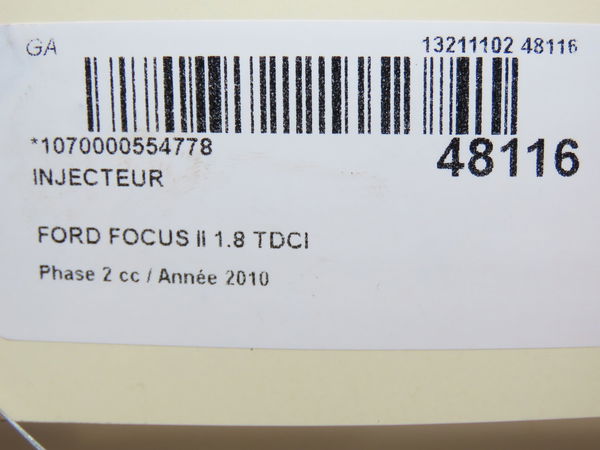 GA 13211102 48116
*1070000554778 48116
INJECTEUR
FORD FOCUS II 1.8 TDCI
Phase 2 cc / Année 2010